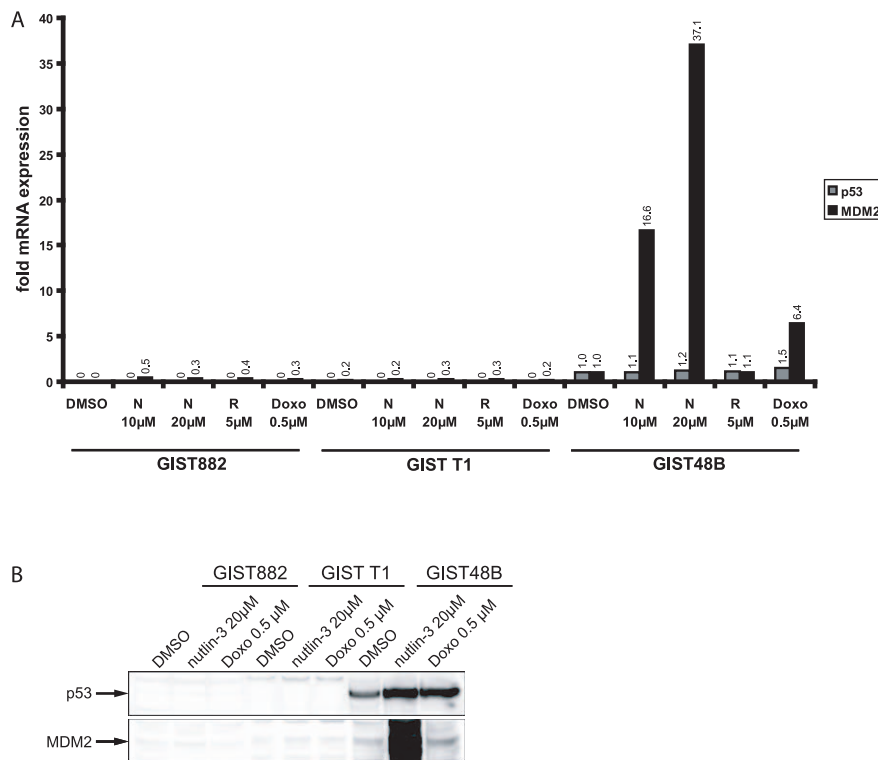 A
fold mRNA expression
40
35
30
25
20
15
10
5
0
0 0 0 0.5 0 0.3 0 0.4 0 0.3 0 0.2 0 0.2 0 0.3 0 0.3 0 0.2 1.0 1.0 1.1 16.6 1.2 37.1 1.1 1.1 1.5 6.4
p53
MDM2
DMSO N N R Doxo DMSO N N R Doxo DMSO N N R Doxo
10µM 20µM 5µM 0.5µM 10µM 20µM 5µM 0.5µM 10µM 20µM 5µM 0.5µM
GIST882 GIST T1 GIST48B
B
GIST882 GIST T1 GIST48B
DMSO nutlin-3 20µM Doxo 0.5 µM DMSO nutlin-3 20µM Doxo 0.5 µM DMSO nutlin-3 20µM Doxo 0.5 µM
p53
MDM2